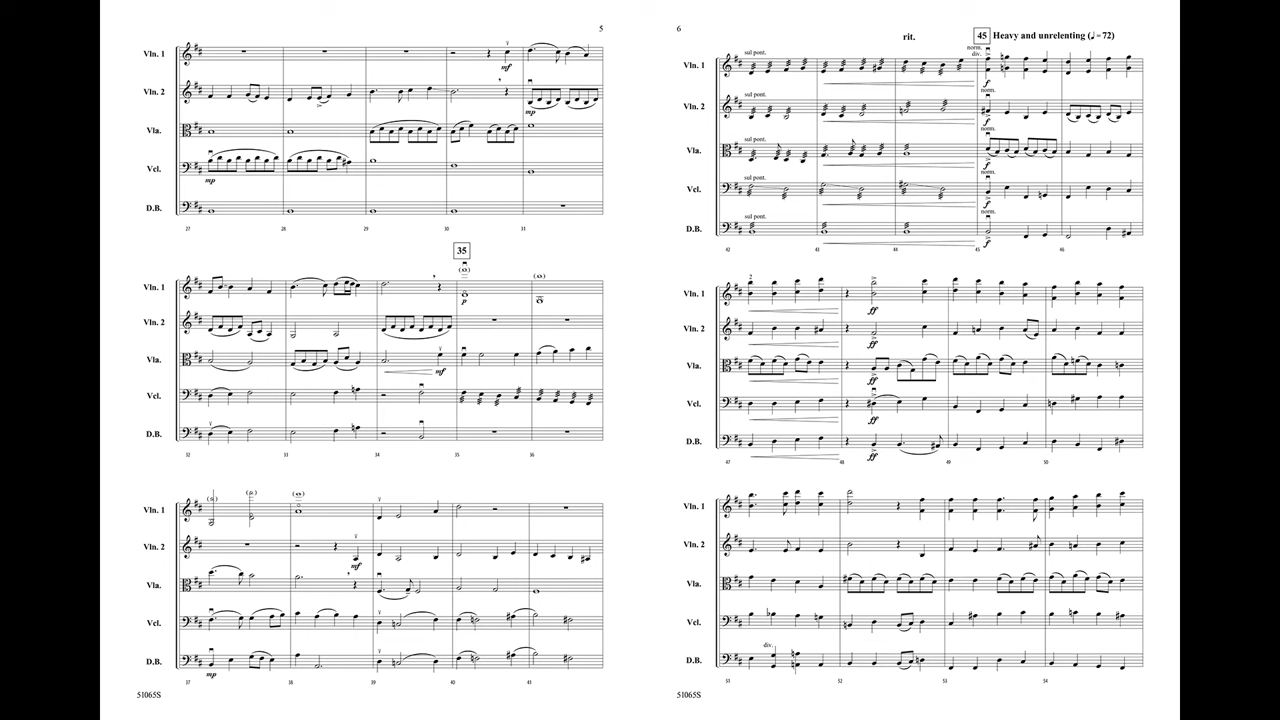 5
Vln. 1
mf
Vln. 2
mp
Vla.
Vcl.
mp
D.B.
27 28 29 30 31
35
Vln. 1
p
Vln. 2
Vla.
mf
Vcl.
D.B.
32 33 34 35 36
Vln. 1
Vln. 2
mf
Vla.
Vcl.
D.B.
mp
37 38 39 40 41
51065S
6
rit. 45 Heavy and unrelenting (♩=72)
norm.
div.
sul pont.
Vln. 1
f
sul pont. norm.
Vln. 2
f
norm.
sul pont.
Vla.
f
norm.
sul pont.
Vcl.
f
norm.
sul pont.
D.B.
f
42 43 44 45 46
2
Vln. 1
ff
Vln. 2
ff
Vla.
ff
Vcl.
D.B.
ff
47 48 49 50
Vln. 1
Vln. 2
Vla.
Vcl.
div.
D.B.
51 52 53 54
51065S